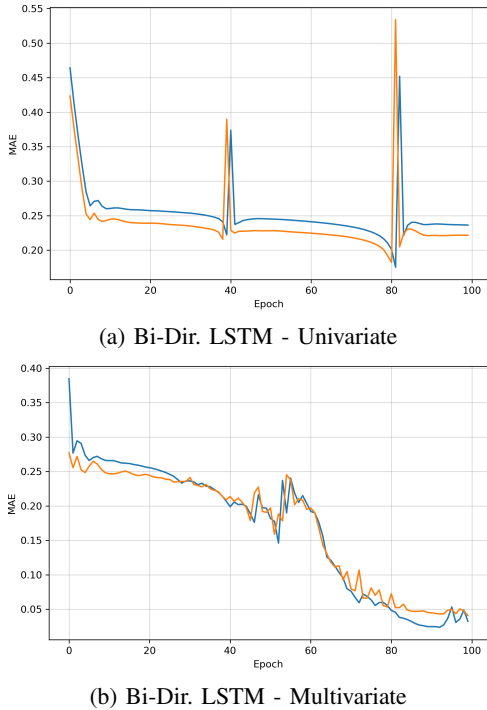 0.55
0.50
0.45
0.40
0.35
0.30
0.25
0.20
MAE
0 20 40 60 80 100
Epoch
(a) Bi-Dir. LSTM - Univariate
0.40
0.35
0.30
0.25
0.20
0.15
0.10
0.05
MAE
0 20 40 60 80 100
Epoch
(b) Bi-Dir. LSTM - Multivariate